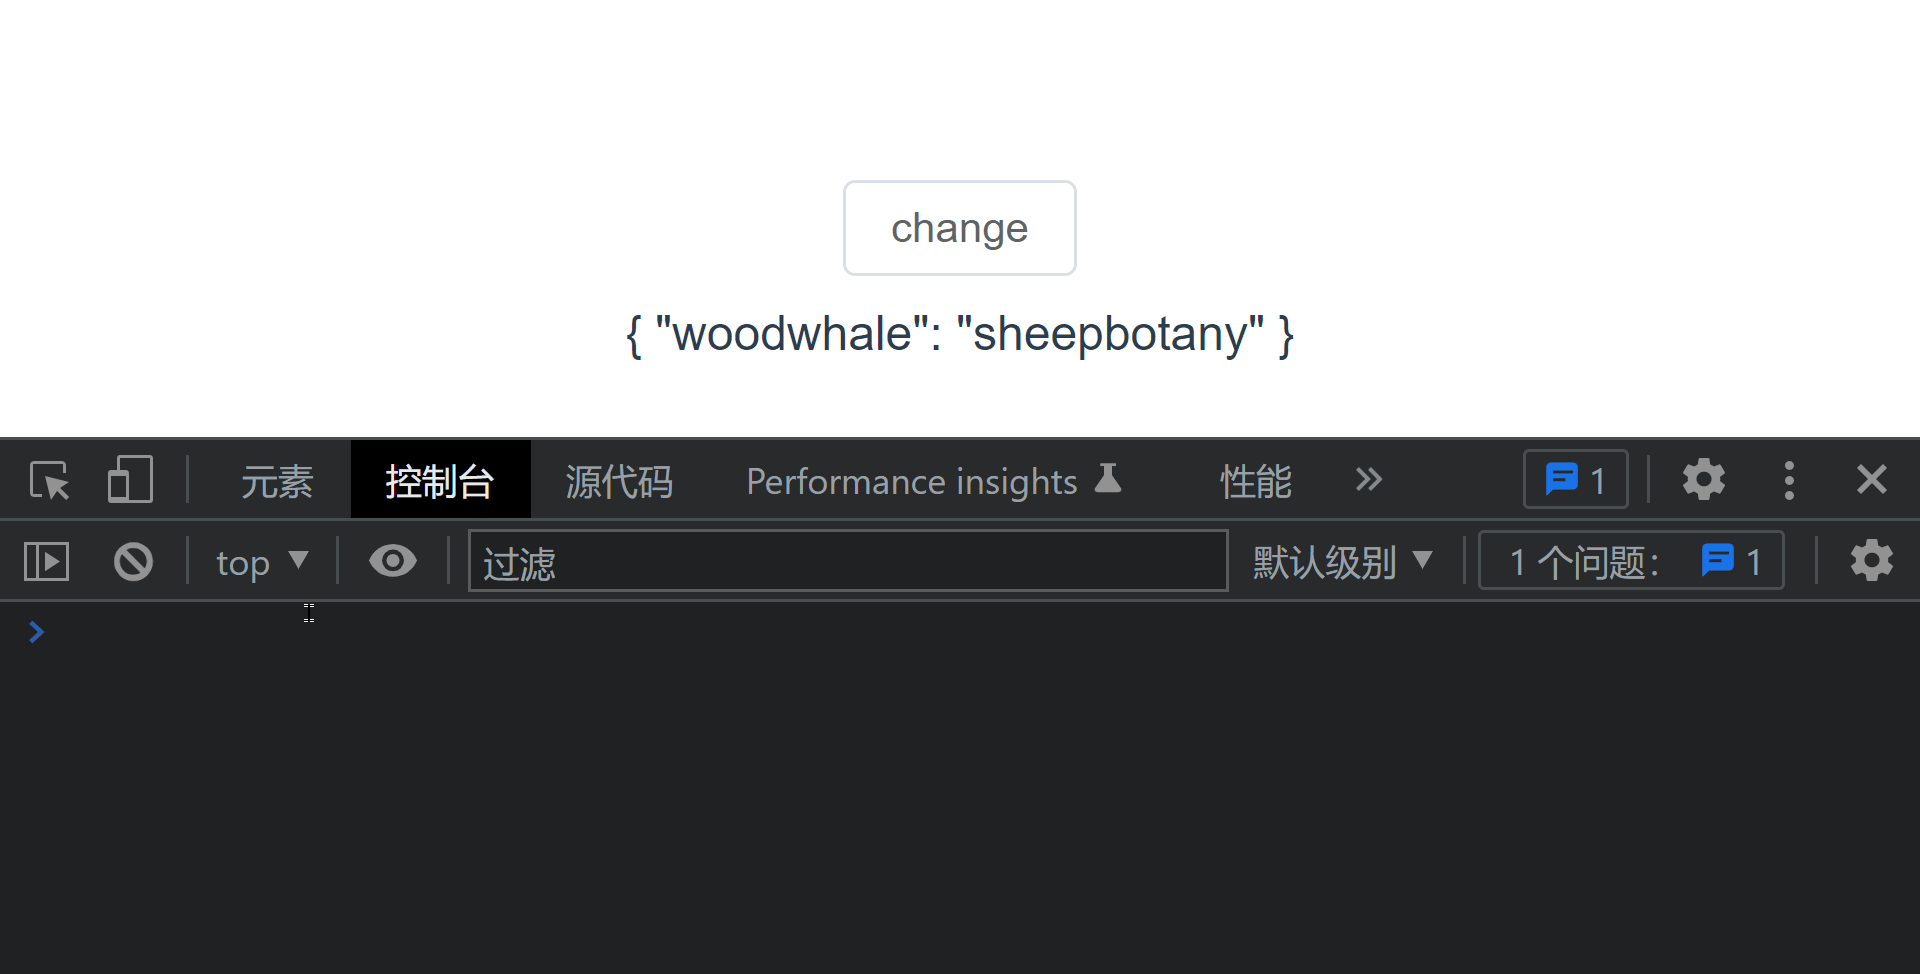 change
{ "woodwhale": "sheepbotany" }
元素 控制台 源代码 Performance insights 性能 1
top 过滤 默认级别 1 个问题： 1